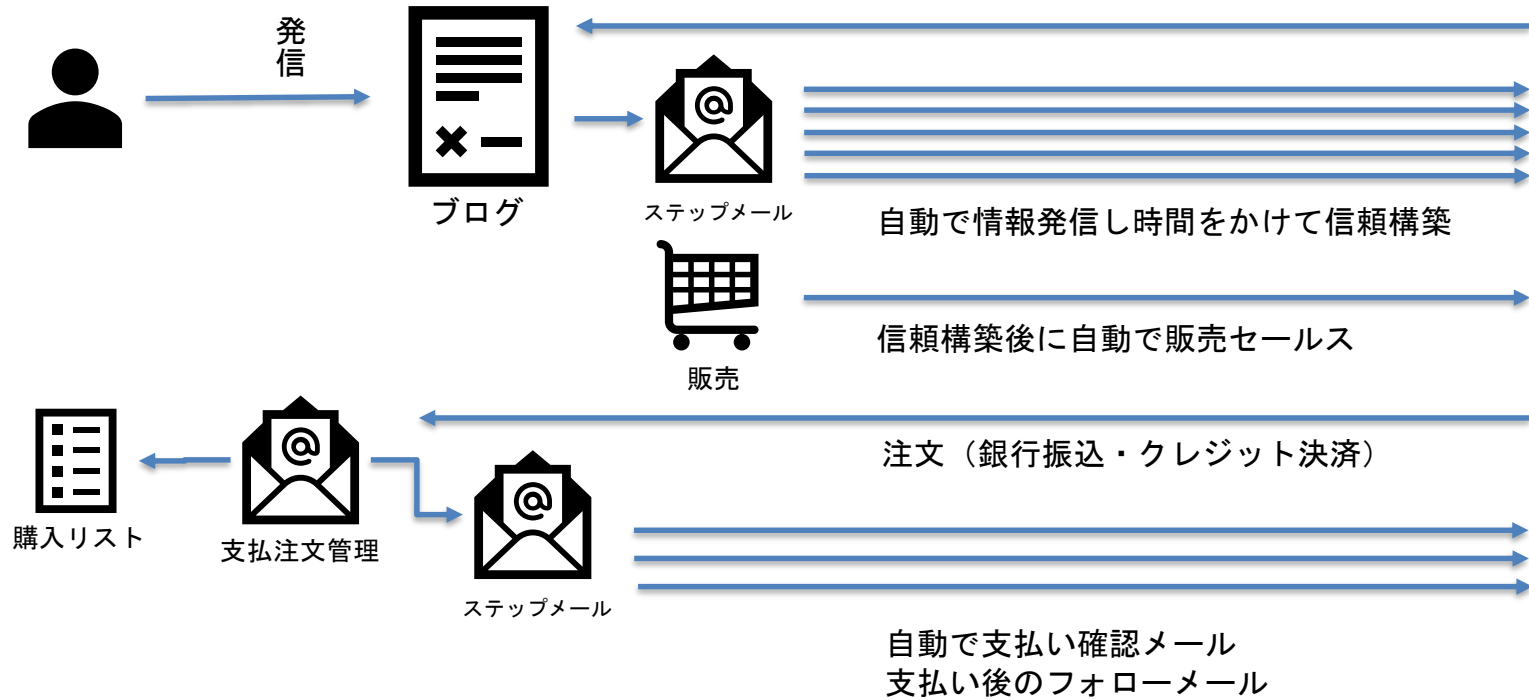 発信
ブログ
ステップメール
自動で情報発信し時間をかけて信頼構築
信頼構築後に自動で販売セールス
販売
注文（銀行振込・クレジット決済）
購入リスト
支払注文管理
ステップメール
自動で支払い確認メール
支払い後のフォローメール